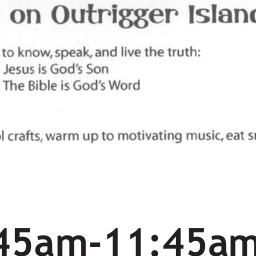 on Outrigger Island
to know, speak, and live the truth:
Jesus is God's Son
The Bible is God's Word
crafts, warm up to motivating music, eat
45am-11:45am